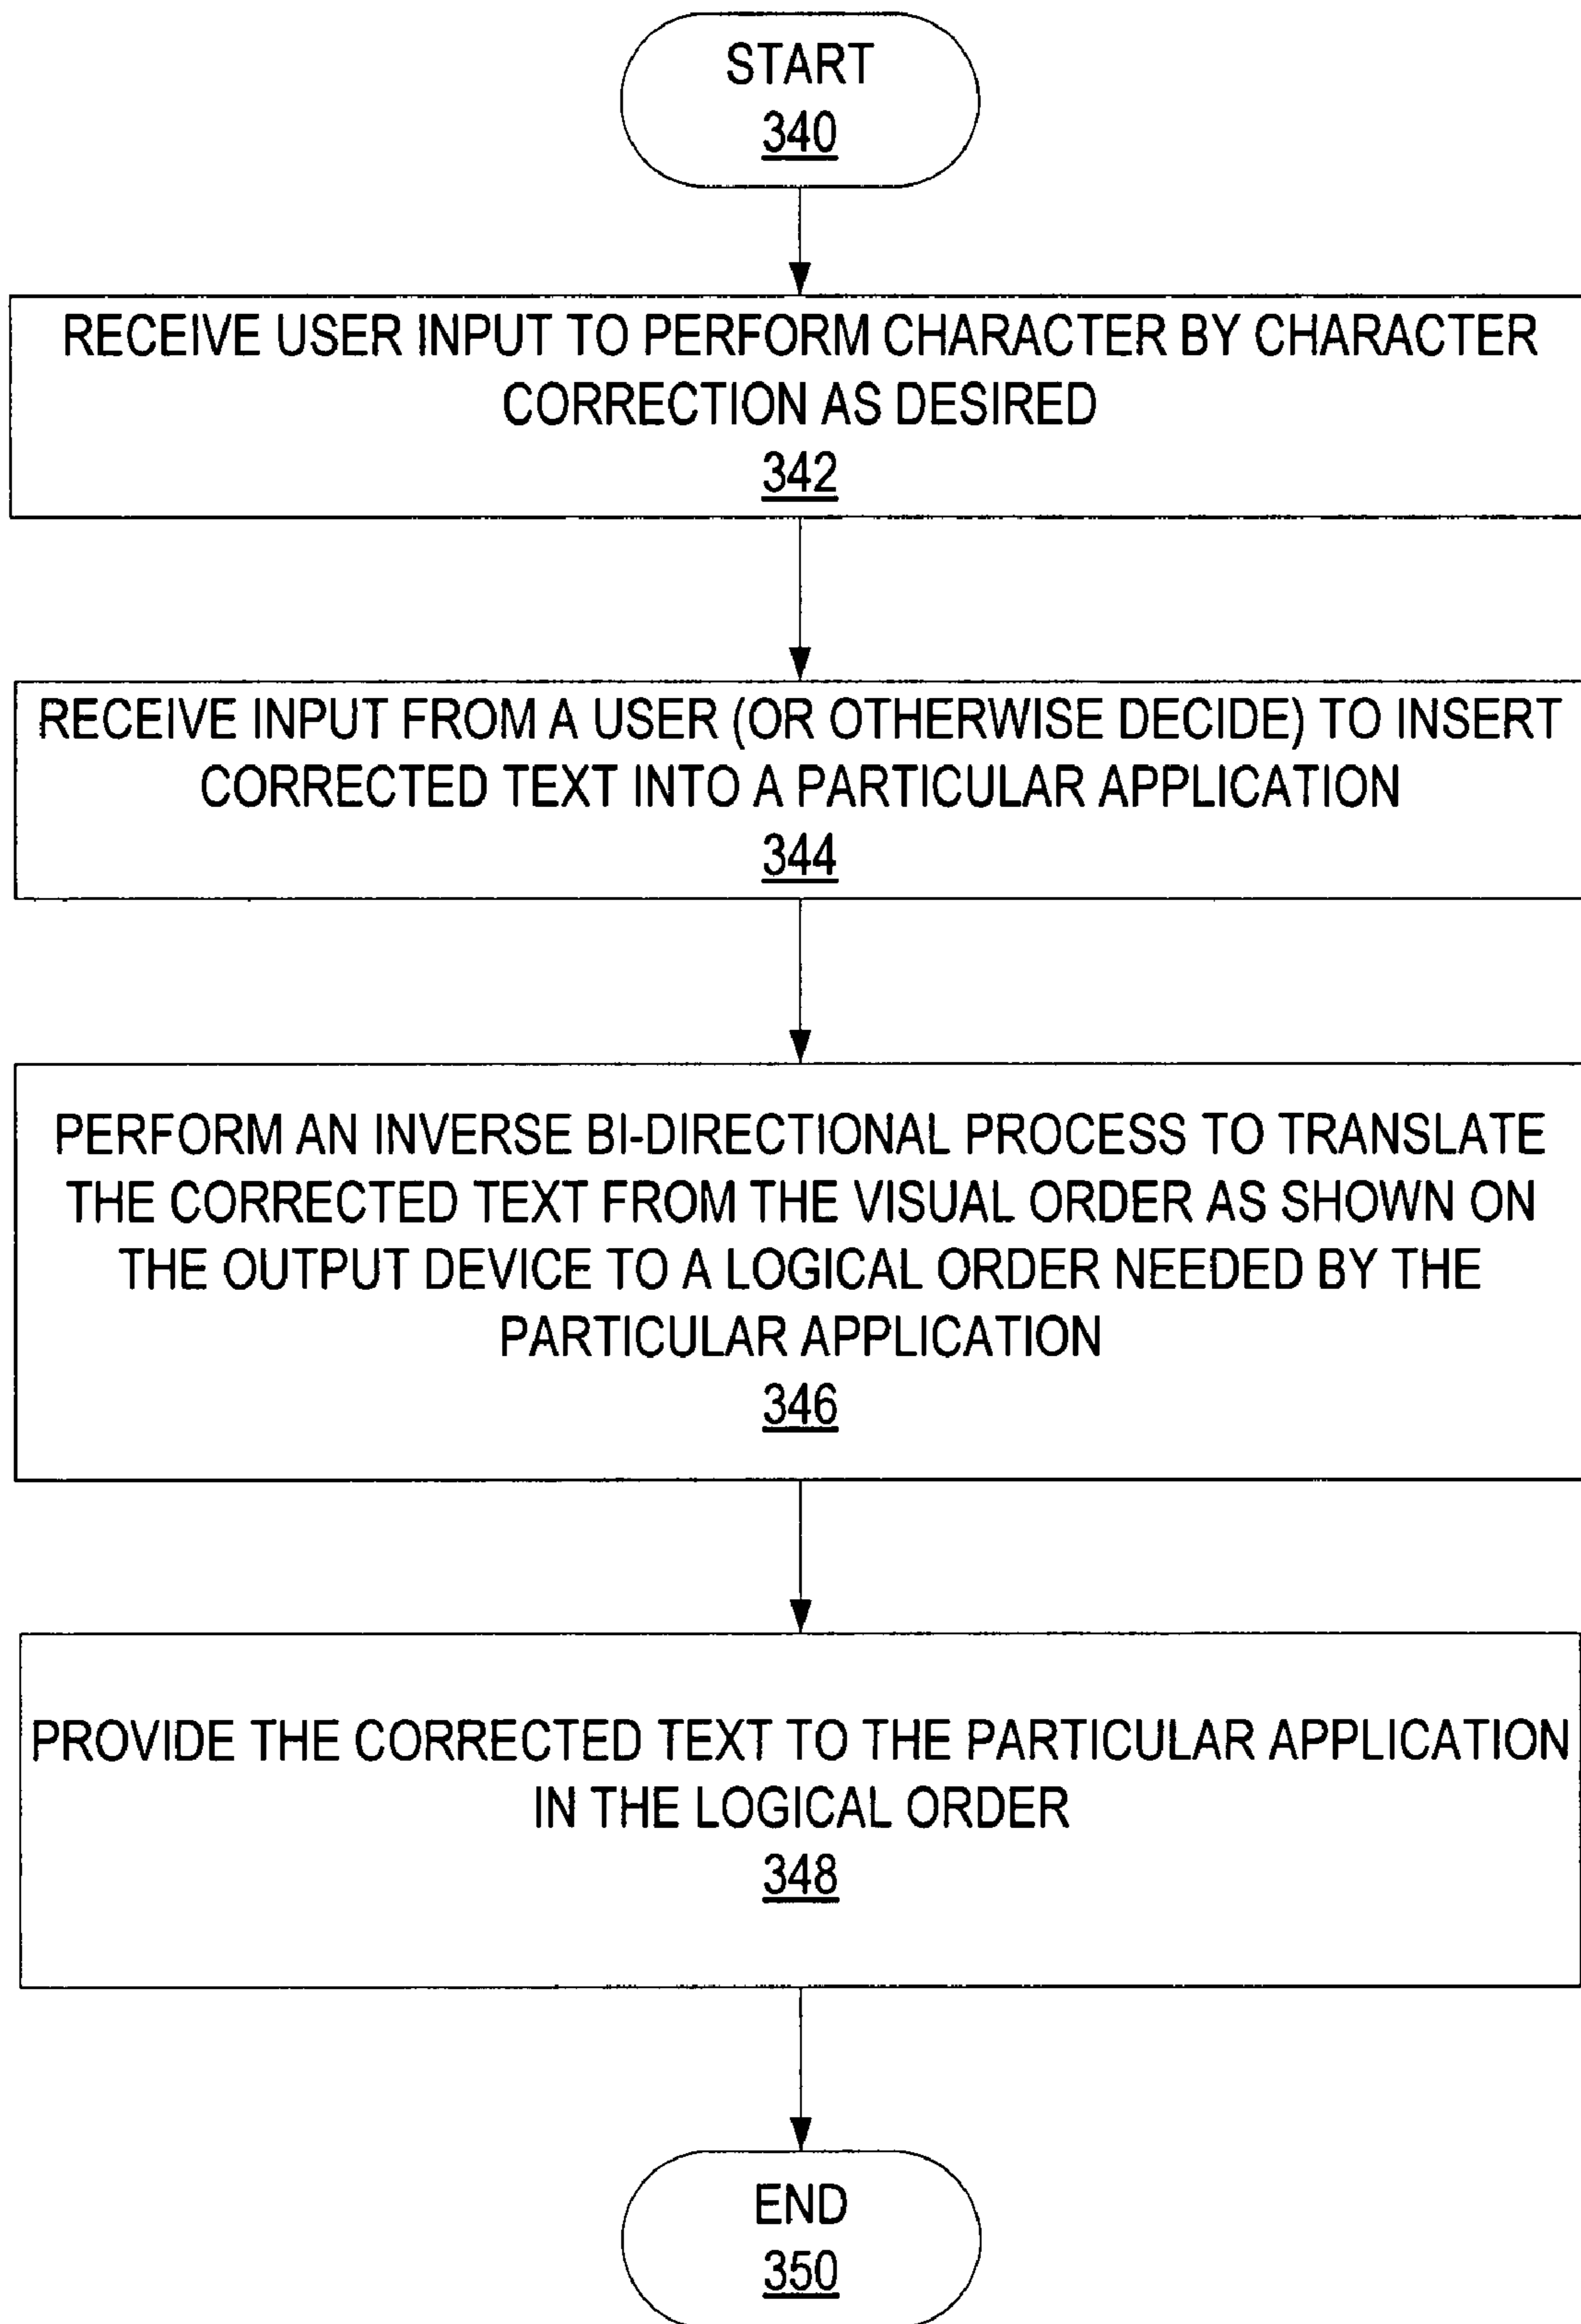 START
340
RECEIVE USER INPUT TO PERFORM CHARACTER BY CHARACTER
CORRECTION AS DESIRED
342
RECEIVE INPUT FROM A USER (OR OTHERWISE DECIDE) TO INSERT
CORRECTED TEXT INTO A PARTICULAR APPLICATION
344
PERFORM AN INVERSE BI-DIRECTIONAL PROCESS TO TRANSLATE
THE CORRECTED TEXT FROM THE VISUAL ORDER AS SHOWN ON
THE OUTPUT DEVICE TO A LOGICAL ORDER NEEDED BY THE
PARTICULAR APPLICATION
346
PROVIDE THE CORRECTED TEXT TO THE PARTICULAR APPLICATION
IN THE LOGICAL ORDER
348
END
350